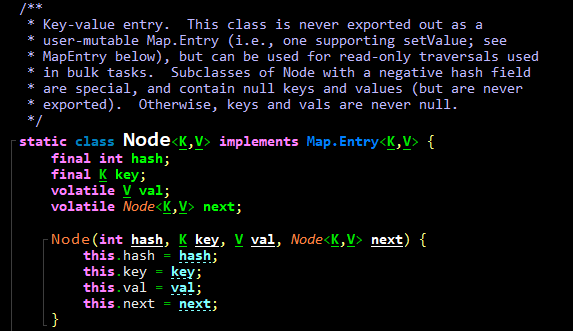 /**
 * Key-value entry.  This class is never exported out as a
 * user-mutable Map.Entry (i.e., one supporting setValue; see
 * MapEntry below), but can be used for read-only traversals used
 * in bulk tasks.  Subclasses of Node with a negative hash field
 * are special, and contain null keys and values (but are never
 * exported).  Otherwise, keys and vals are never null.
 */
static class Node<K,V> implements Map.Entry<K,V> {
    final int hash;
    final K key;
    volatile V val;
    volatile Node<K,V> next;

    Node(int hash, K key, V val, Node<K,V> next) {
        this.hash = hash;
        this.key = key;
        this.val = val;
        this.next = next;
    }